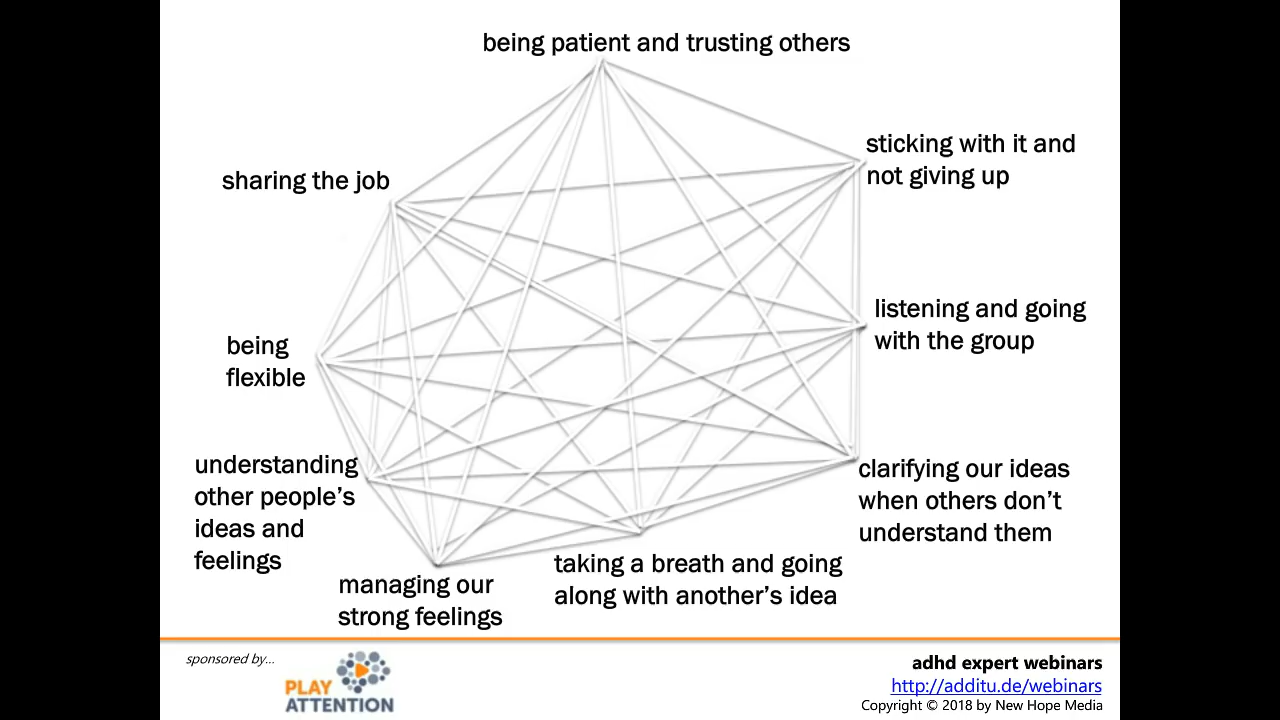 being patient and trusting others
sticking with it and
not giving up
sharing the job
listening and going
with the group
being
flexible
understanding
other people’s
ideas and
feelings
clarifying our ideas
when others don’t
understand them
taking a breath and going
along with another’s idea
managing our
strong feelings
sponsored by...
PLAY
ATTENTION
adhd expert webinars
http://additu.de/webinars
Copyright © 2018 by New Hope Media